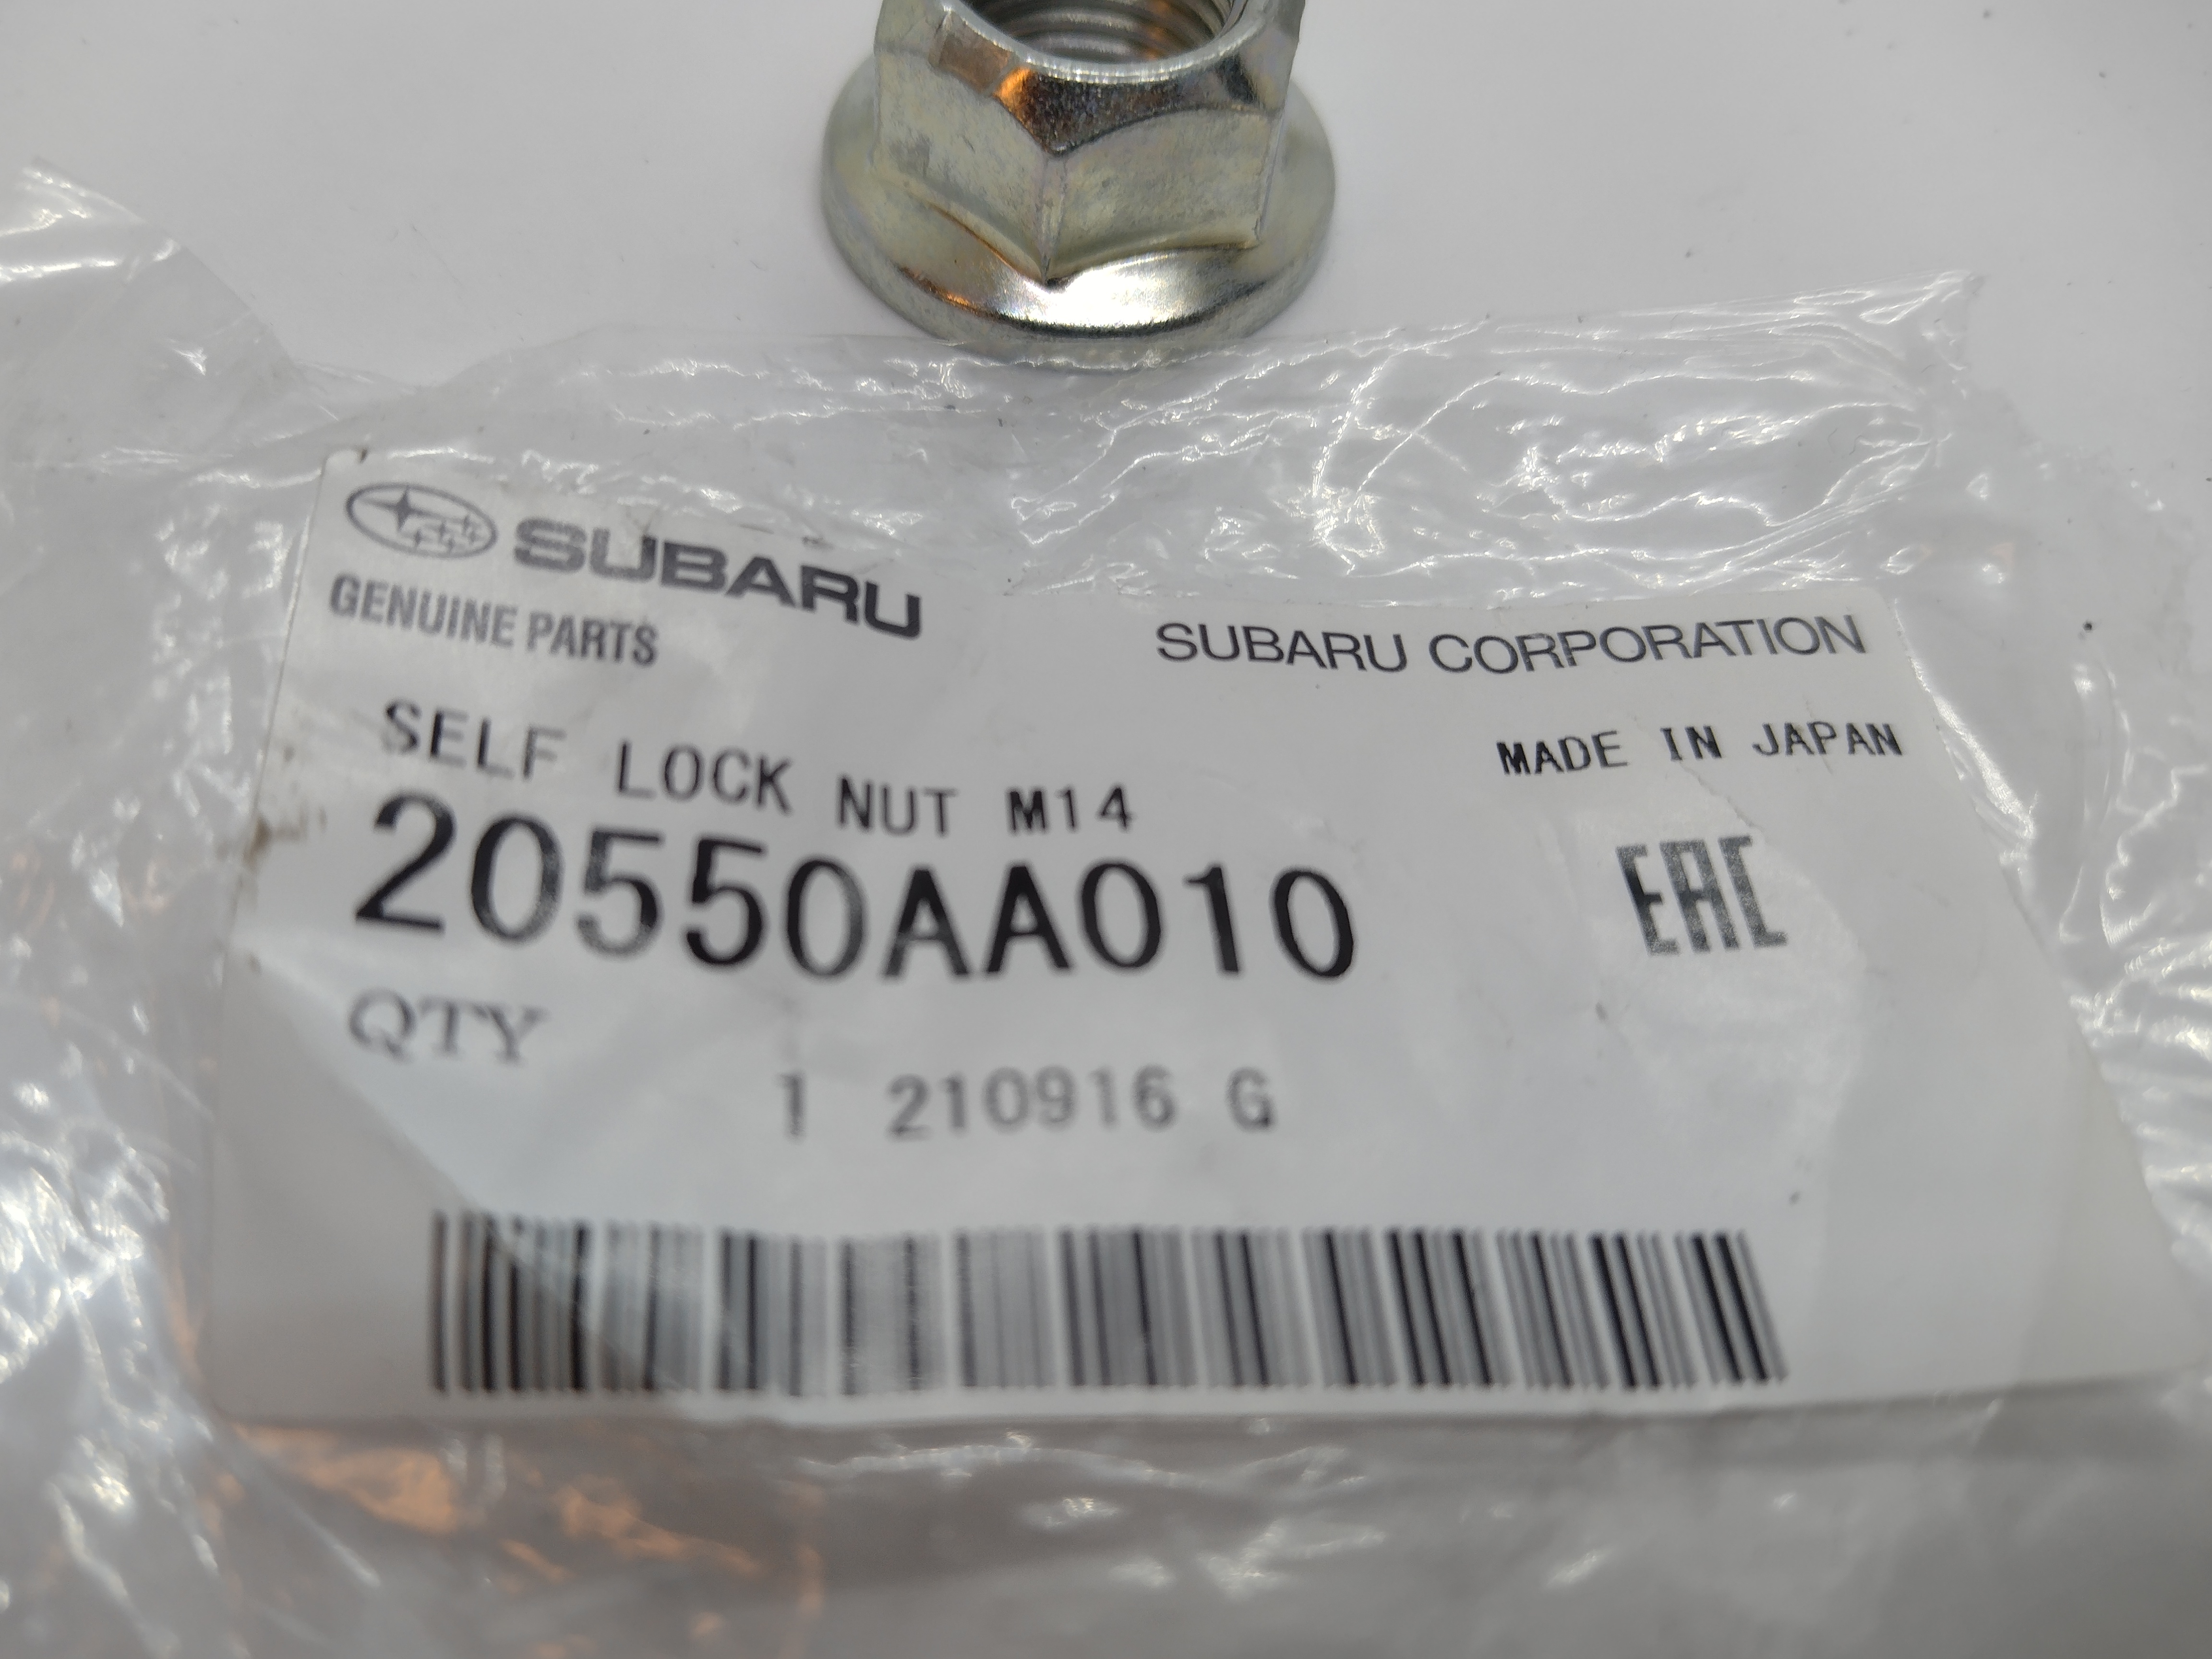 SUBARU
GENUINE PARTS
SUBARU CORPORATION
SELF LOCK NUT M14
MADE IN JAPAN
20550AA010
EAC
QTY
1 210916 G